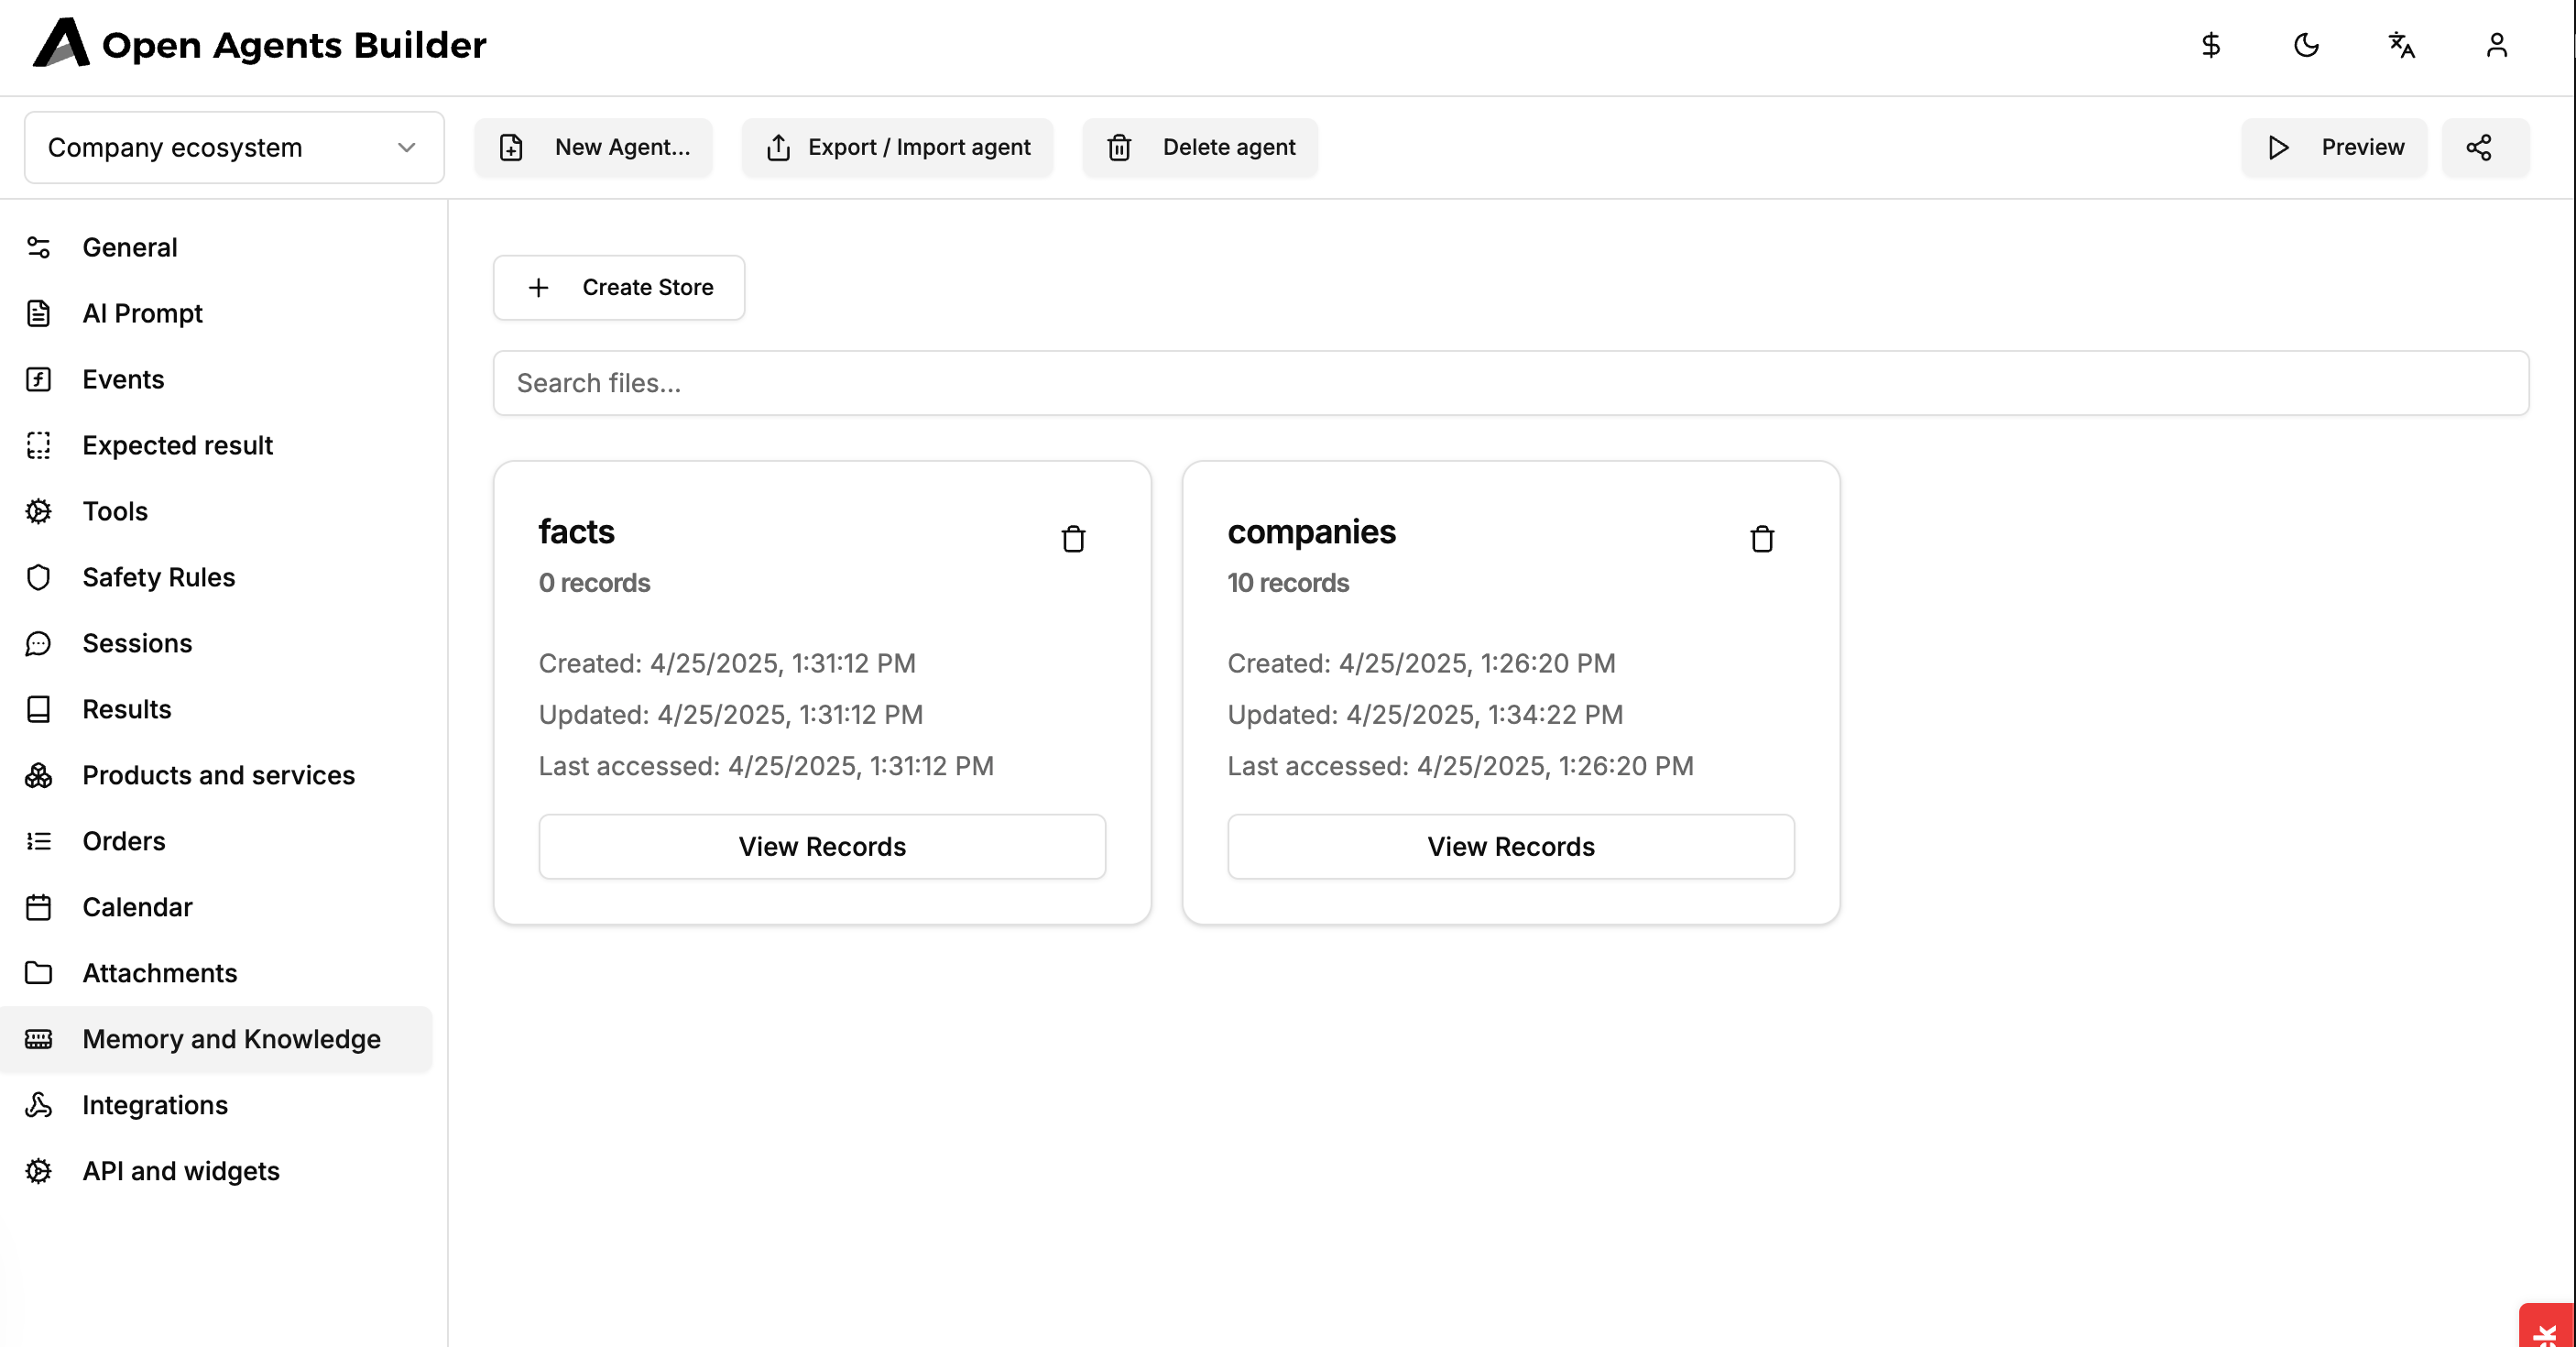 Open Agents Builder
Company ecosystem
New Agent...
Export / Import agent
Delete agent
Preview
General
AI Prompt
Events
Expected result
Tools
Safety Rules
Sessions
Results
Products and services
Orders
Calendar
Attachments
Memory and Knowledge
Integrations
API and widgets
Create Store
Search files...
facts
0 records
Created: 4/25/2025, 1:31:12 PM
Updated: 4/25/2025, 1:31:12 PM
Last accessed: 4/25/2025, 1:31:12 PM
View Records
companies
10 records
Created: 4/25/2025, 1:26:20 PM
Updated: 4/25/2025, 1:34:22 PM
Last accessed: 4/25/2025, 1:26:20 PM
View Records